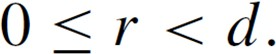 0 ≤ r < d.